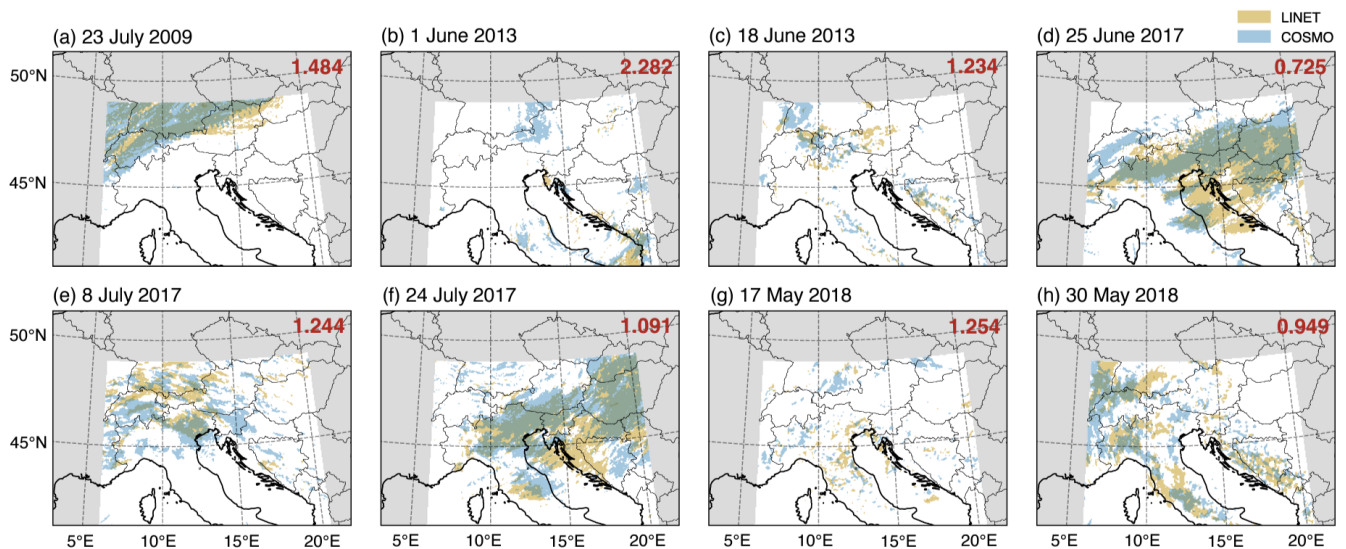 LINET
COSMO
(a) 23 July 2009
(b) 1 June 2013
(c) 18 June 2013
(d) 25 June 2017
1.484
2.282
1.234
0.725
50°N
45°N
(e) 8 July 2017
(f) 24 July 2017
(g) 17 May 2018
(h) 30 May 2018
1.244
1.091
1.254
0.949
50°N
45°N
5°E 10°E 15°E 20°E 5°E 10°E 15°E 20°E 5°E 10°E 15°E 20°E 5°E 10°E 15°E 20°E